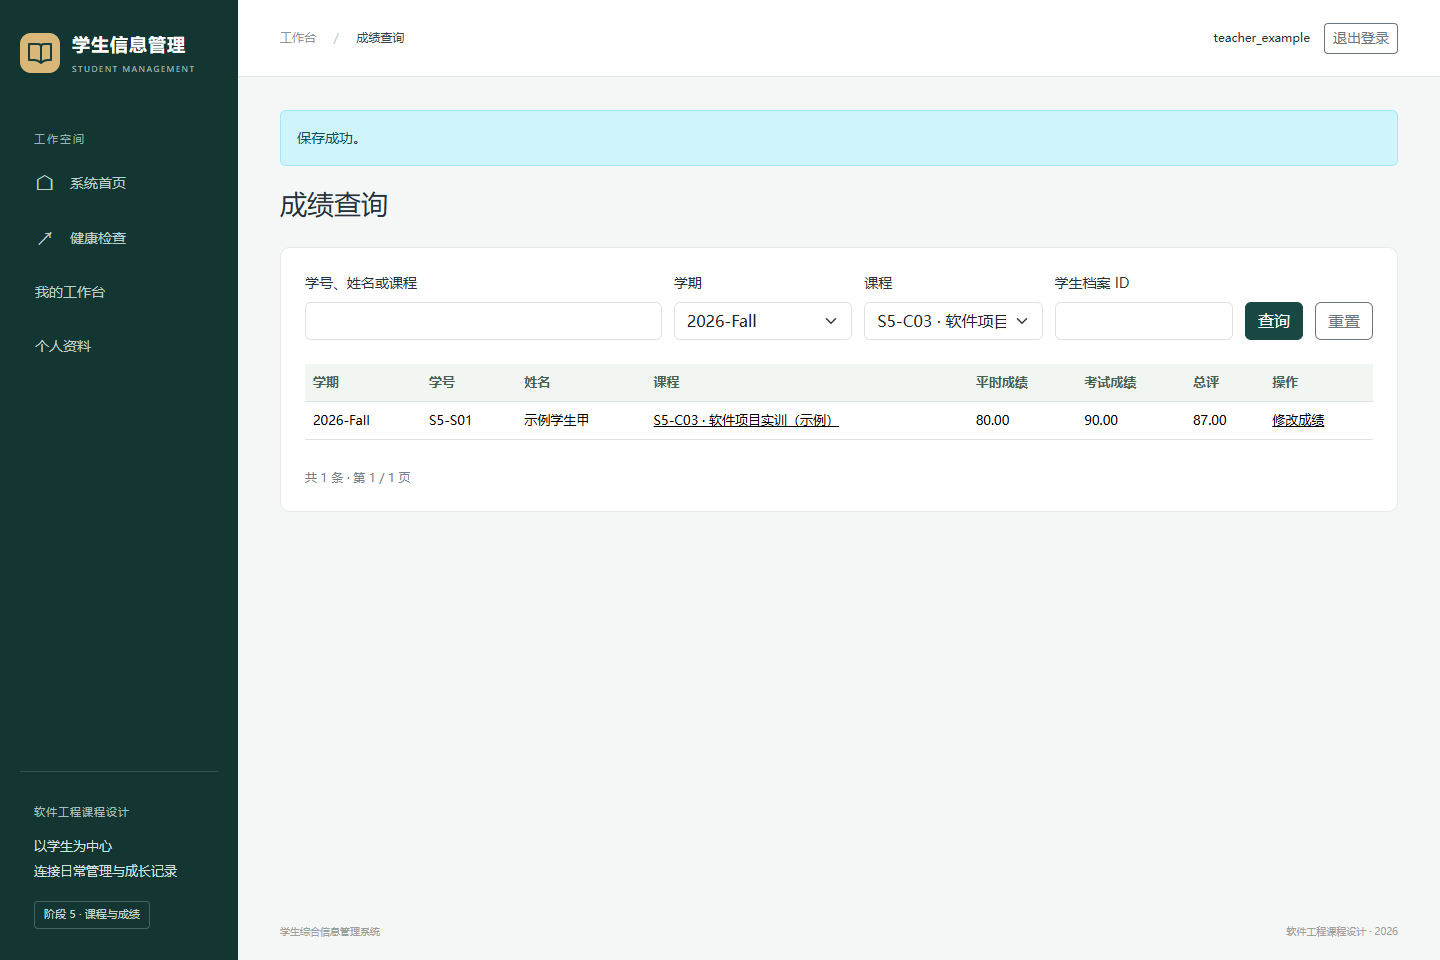 学生信息管理
STUDENT MANAGEMENT
工作空间
系统首页
健康检查
我的工作台
个人资料
软件工程课程设计
以学生为中心
连接日常管理与成长记录
阶段 5 · 课程与成绩
工作台 / 成绩查询
teacher_example 退出登录
保存成功。
成绩查询
学号、姓名或课程 学期 课程 学生档案 ID
2026-Fall S5-C03 · 软件项目 查询 重置
学期 学号 姓名 课程 平时成绩 考试成绩 总评 操作
2026-Fall S5-S01 示例学生甲 S5-C03 · 软件项目实训（示例） 80.00 90.00 87.00 修改成绩
共 1 条 · 第 1 / 1 页
学生综合信息管理系统 软件工程课程设计 · 2026